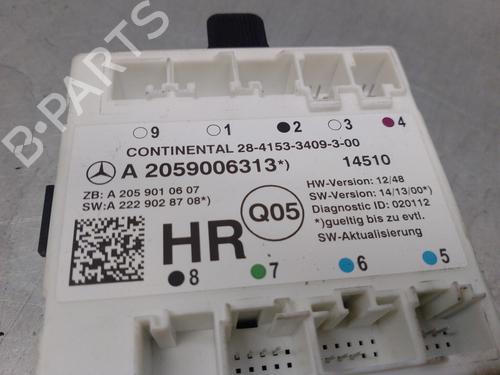 B-PARTS
9 1 2 3 4
CONTINENTAL 28-4153-3409-3-00
A 2059006313*) 14510
ZB: A 205 901 06 07 HW-Version: 12/48
SW:A 222 902 87 08*) SW-Version: 14/13/00*)
Q05 Diagnostic ID: 020112
HR *)gueltig bis zu evtl.
SW-Aktualisierung
8 7 6 5